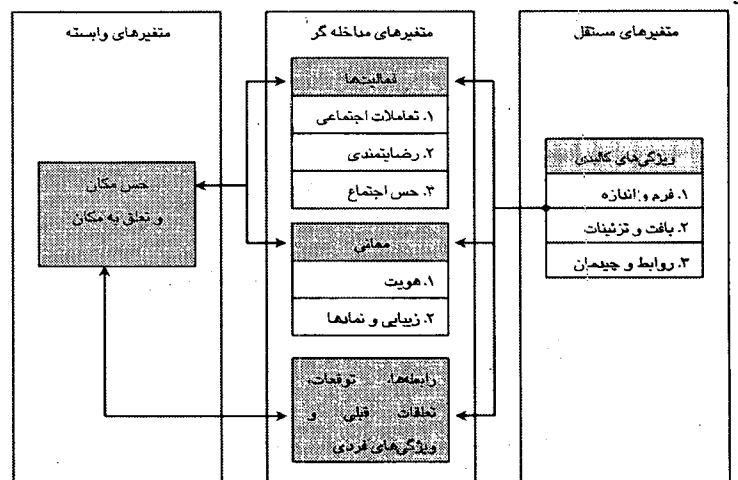 متغیرهای مستقل
ویژگی‌های کالبدی
۱. فرم و اندازه
۲. بافت و تزئینات
۳. روابط و چیدمان
متغیرهای مداخله گر
فعالیت‌ها
۱. تعاملات اجتماعی
۲. رضایتمندی
۳. حس اجتماع
معانی
۱. هویت
۲. زیبایی و نمادها
رابطه‌ها، توقعات،
تعلقات قبلی و
ویژگی‌های فردی
متغیرهای وابسته
حس مکان
و تعلق به مکان